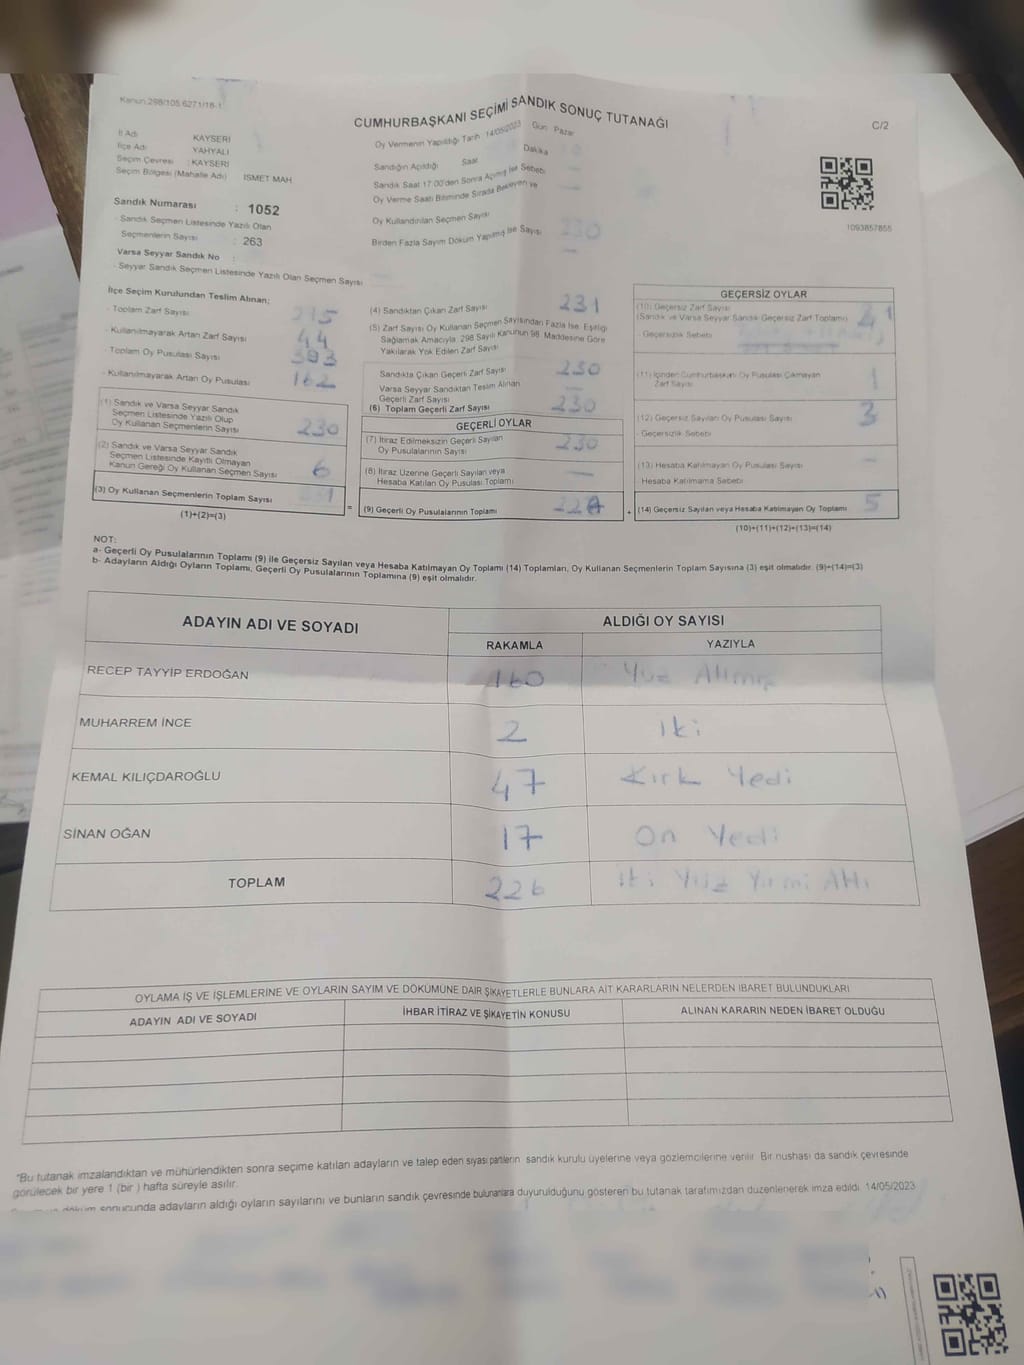 Kanun.298/105.6271/18-1
CUMHURBAŞKANI SEÇİMİ SANDIK SONUÇ TUTANAĞI
C/2
İl Adı KAYSERİ
İlçe Adı YAHYALI
Seçim Çevresi : KAYSERİ
Seçim Bölgesi (Mahalle Adı) İSMET MAH
Sandık Numarası : 1052
- Sandık Seçmen Listesinde Yazılı Olan
Seçmenlerin Sayısı : 263
Varsa Seyyar Sandık No :
- Seyyar Sandık Seçmen Listesinde Yazılı Olan Seçmen Sayısı
Oy Vermenin Yapıldığı Tarih 14/05/2023 Gün Pazar
Sandığın Açıldığı Saat Dakika
Sandık Saat 17:00'den Sonra Açılmış İse Sebebi
Oy Verme Saati Bitiminde Sırada Bekleyen ve
Oy Kullandırılan Seçmen Sayısı
Birden Fazla Sayım Döküm Yapılmış İse Sayısı
230
1093857855
İlçe Seçim Kurulundan Teslim Alınan;
- Toplam Zarf Sayısı
- Kullanılmayarak Artan Zarf Sayısı 44
- Toplam Oy Pusulası Sayısı
- Kullanılmayarak Artan Oy Pusulası 162
(1) Sandık ve Varsa Seyyar Sandık
Seçmen Listesinde Yazılı Olup
Oy Kullanan Seçmenlerin Sayısı 230
(2) Sandık ve Varsa Seyyar Sandık
Seçmen Listesinde Kayıtlı Olmayan
Kanun Gereği Oy Kullanan Seçmen Sayısı
(3) Oy Kullanan Seçmenlerin Toplam Sayısı
(1)+(2)=(3)
(4) Sandıktan Çıkan Zarf Sayısı 231
(5) Zarf Sayısı Oy Kullanan Seçmen Sayısından Fazla İse, Eşitliği
Sağlamak Amacıyla, 298 Sayılı Kanunun 98. Maddesine Göre
Yakılarak Yok Edilen Zarf Sayısı
Sandıkta Çıkan Geçerli Zarf Sayısı 230
Varsa Seyyar Sandıktan Teslim Alınan
Geçerli Zarf Sayısı
(6) Toplam Geçerli Zarf Sayısı 230
GEÇERLİ OYLAR
(7) İtiraz Edilmeksizin Geçerli Sayılan
Oy Pusulalarının Sayısı 230
(8) İtiraz Üzerine Geçerli Sayılan veya
Hesaba Katılan Oy Pusulası Toplamı
=
(9) Geçerli Oy Pusulalarının Toplamı
GEÇERSİZ OYLAR
(10) Geçersiz Zarf Sayısı
(Sandık ve Varsa Seyyar Sandık Geçersiz Zarf Toplamı)
- Geçersizlik Sebebi
(11) İçinden Cumhurbaşkanı Oy Pusulası Çıkmayan
Zarf Sayısı 1
(12) Geçersiz Sayılan Oy Pusulası Sayısı 3
- Geçersizlik Sebebi
(13) Hesaba Katılmayan Oy Pusulası Sayısı -
- Hesaba Katılmama Sebebi
+
(14) Geçersiz Sayılan veya Hesaba Katılmayan Oy Toplamı 5
(10)+(11)+(12)+(13)=(14)
NOT:
a- Geçerli Oy Pusulalarının Toplamı (9) ile Geçersiz Sayılan veya Hesaba Katılmayan Oy Toplamı (14) Toplamları, Oy Kullanan Seçmenlerin Toplam Sayısına (3) eşit olmalıdır. (9)+(14)=(3)
b- Adayların Aldığı Oyların Toplamı, Geçerli Oy Pusulalarının Toplamına (9) eşit olmalıdır.
ADAYIN ADI VE SOYADI
ALDIĞI OY SAYISI
RAKAMLA YAZIYLA
RECEP TAYYİP ERDOĞAN 160 Yüz Altmış
MUHARREM İNCE 2 İki
KEMAL KILIÇDAROĞLU 47 Kırk Yedi
SİNAN OĞAN 17 On Yedi
TOPLAM 226 İki Yüz Yirmi Altı
OYLAMA İŞ VE İŞLEMLERİNE VE OYLARIN SAYIM VE DÖKÜMÜNE DAİR ŞİKAYETLERLE BUNLARA AİT KARARLARIN NELERDEN İBARET BULUNDUKLARI
ADAYIN ADI VE SOYADI İHBAR İTİRAZ VE ŞİKAYETİN KONUSU ALINAN KARARIN NEDEN İBARET OLDUĞU
*Bu tutanak imzalandıktan ve mühürlendikten sonra seçime katılan adayların ve talep eden siyasi partilerin sandık kurulu üyelerine veya gözlemcilerine verilir. Bir nushası da sandık çevresinde
görülecek bir yere 1 (bir ) hafta süreyle asılır.
döküm sonucunda adayların aldığı oyların sayılarını ve bunların sandık çevresinde bulunanlara duyurulduğunu gösteren bu tutanak tarafımızdan düzenlenerek imza edildi. 14/05/2023